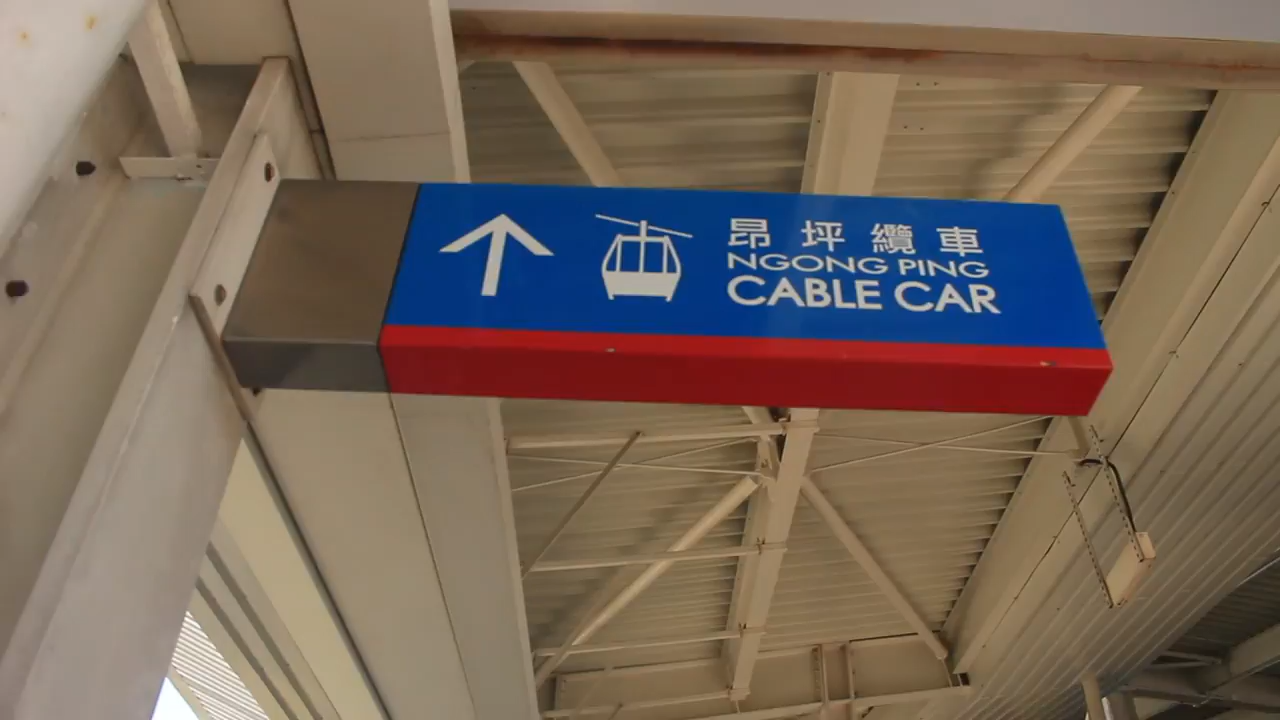 昂坪纜車
NGONG PING
CABLE CAR